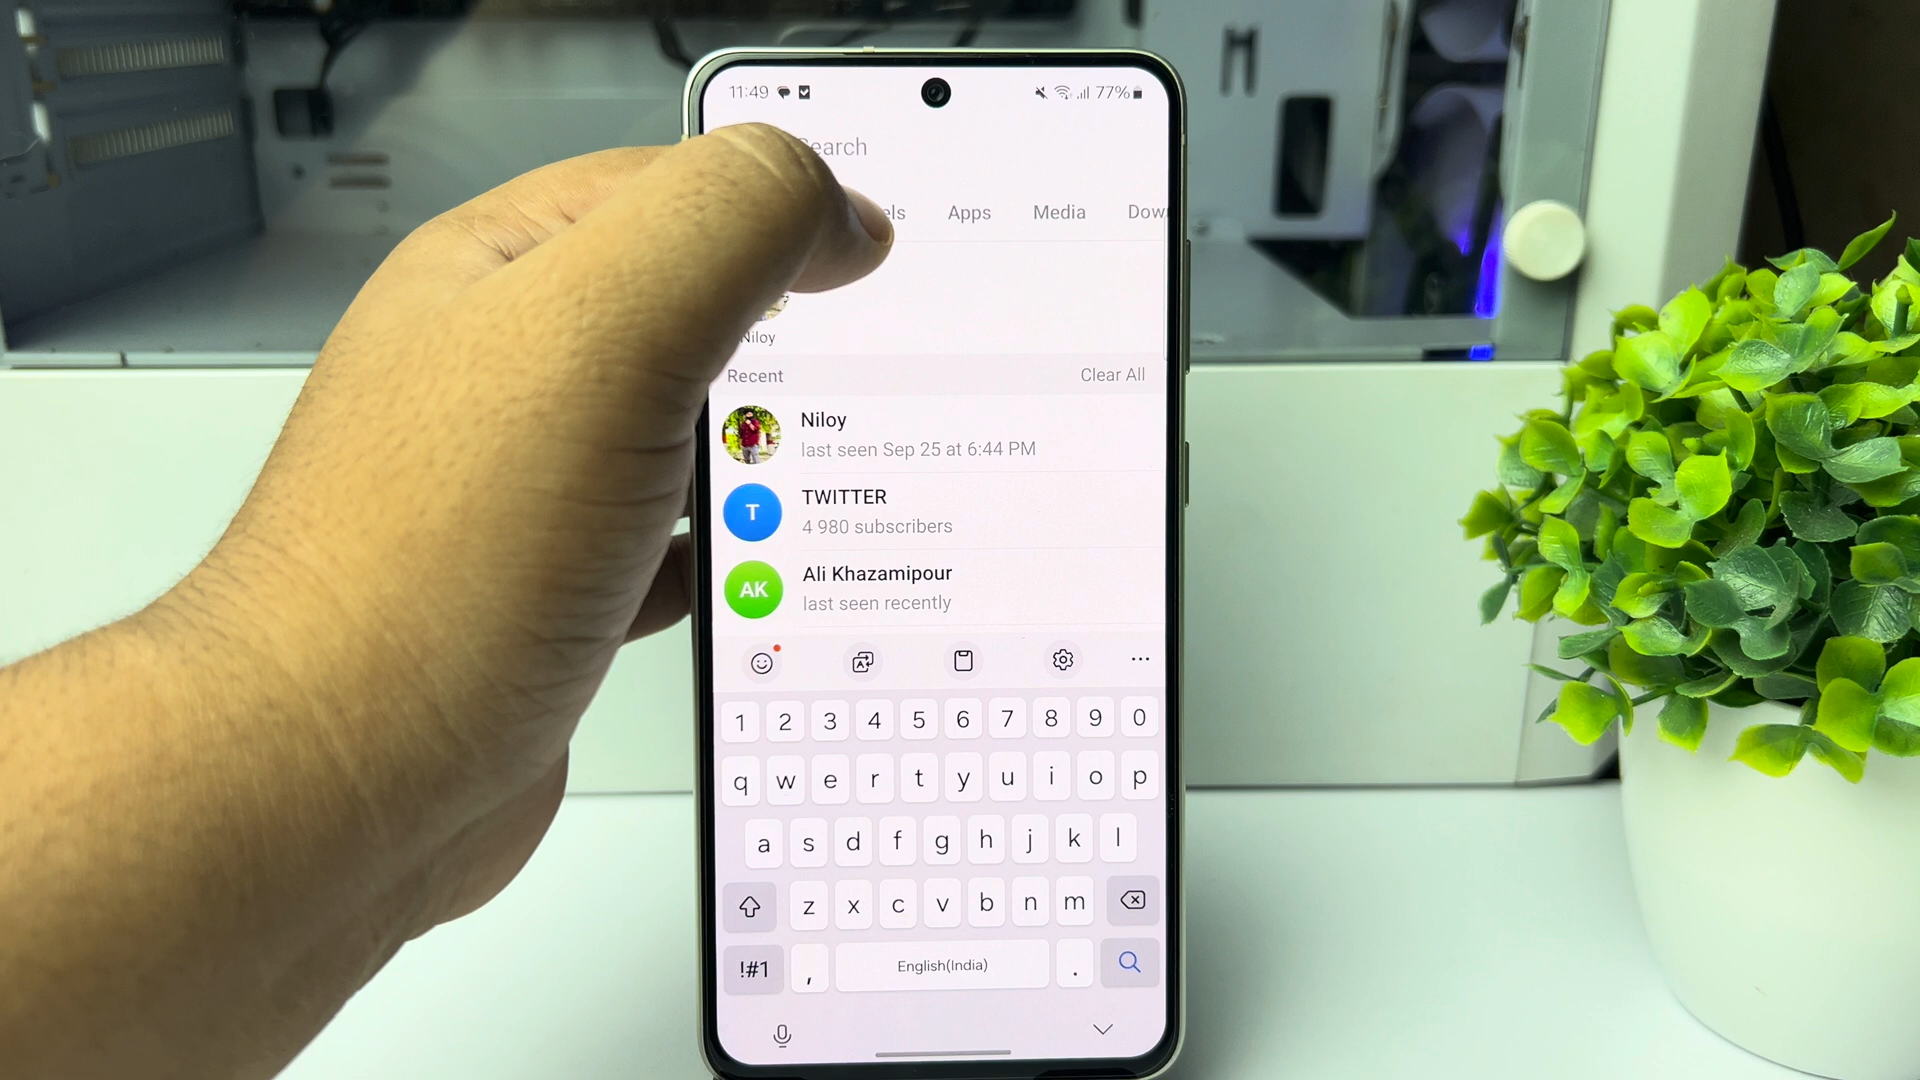 11:49 77%
Search
Apps Media
Niloy
Recent Clear All
Niloy
last seen Sep 25 at 6:44 PM
T TWITTER
4 980 subscribers
AK Ali Khazamipour
last seen recently
1 2 3 4 5 6 7 8 9 0
q w e r t y u i o p
a s d f g h j k l
z x c v b n m
!#1 , English(India) .